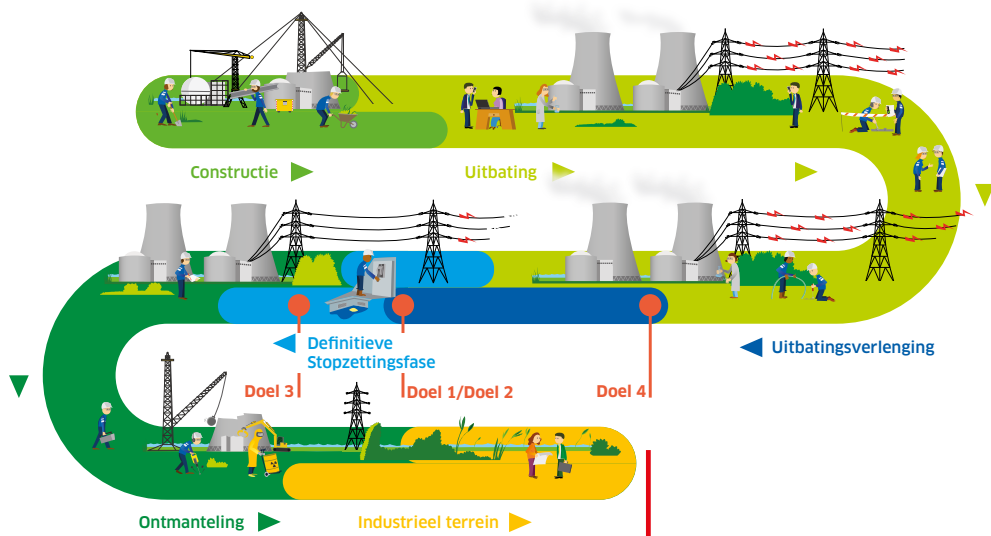 Constructie
Uitbating
Definitieve
Stopzettingsfase
Uitbatingsverlenging
Doel 3
Doel 1/Doel 2
Doel 4
Ontmanteling
Industrieel terrein